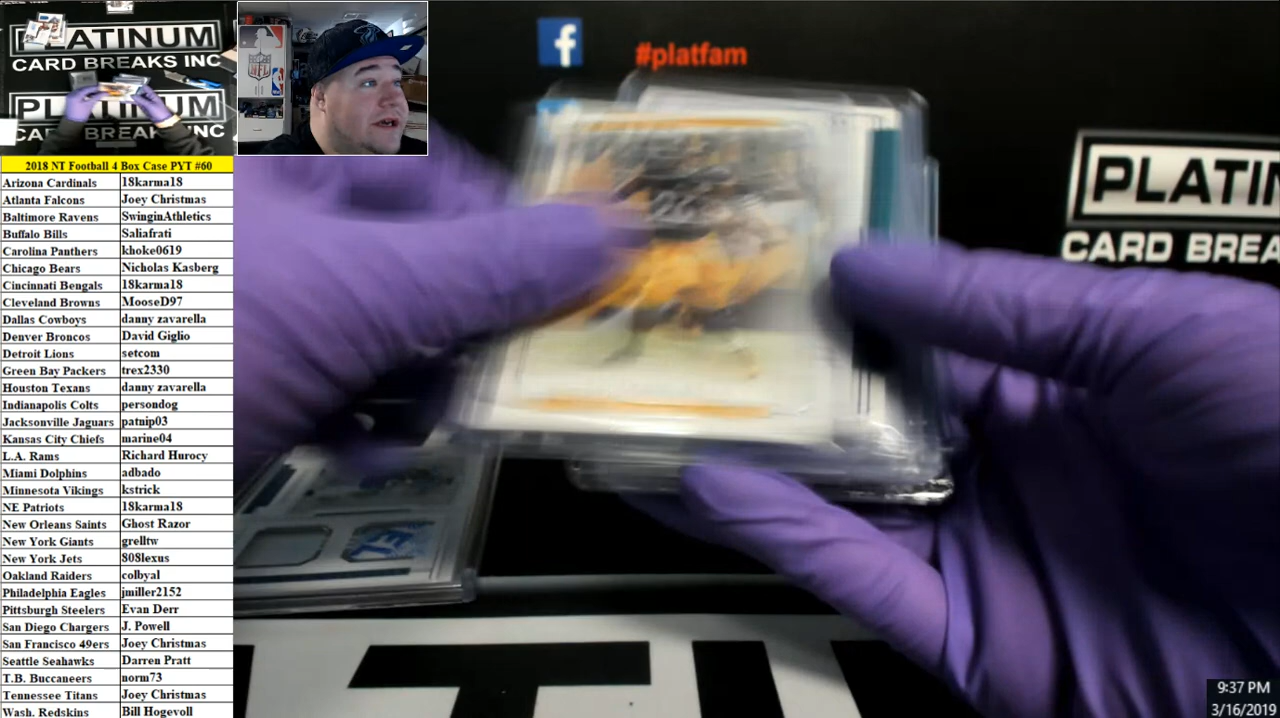 PLATINUM
CARD BREAKS INC
PLATINUM
CARD BREAKS INC
NFL
f
#platfam
PLATIN
CARD BREA
2018 NT Football 4 Box Case PYT #60
Arizona Cardinals 18karma18
Atlanta Falcons Joey Christmas
Baltimore Ravens SwinginAthletics
Buffalo Bills Saliafrati
Carolina Panthers khoke0619
Chicago Bears Nicholas Kasberg
Cincinnati Bengals 18karma18
Cleveland Browns MooseD97
Dallas Cowboys danny zavarella
Denver Broncos David Giglio
Detroit Lions setcom
Green Bay Packers trex2330
Houston Texans danny zavarella
Indianapolis Colts persondog
Jacksonville Jaguars patnip03
Kansas City Chiefs marine04
L.A. Rams Richard Hurocy
Miami Dolphins adbado
Minnesota Vikings kstrick
NE Patriots 18karma18
New Orleans Saints Ghost Razor
New York Giants grelltw
New York Jets 808lexus
Oakland Raiders colbyal
Philadelphia Eagles jmiller2152
Pittsburgh Steelers Evan Derr
San Diego Chargers J. Powell
San Francisco 49ers Joey Christmas
Seattle Seahawks Darren Pratt
T.B. Buccaneers norm73
Tennessee Titans Joey Christmas
Wash. Redskins Bill Hogevoll
9:37 PM
3/16/2019